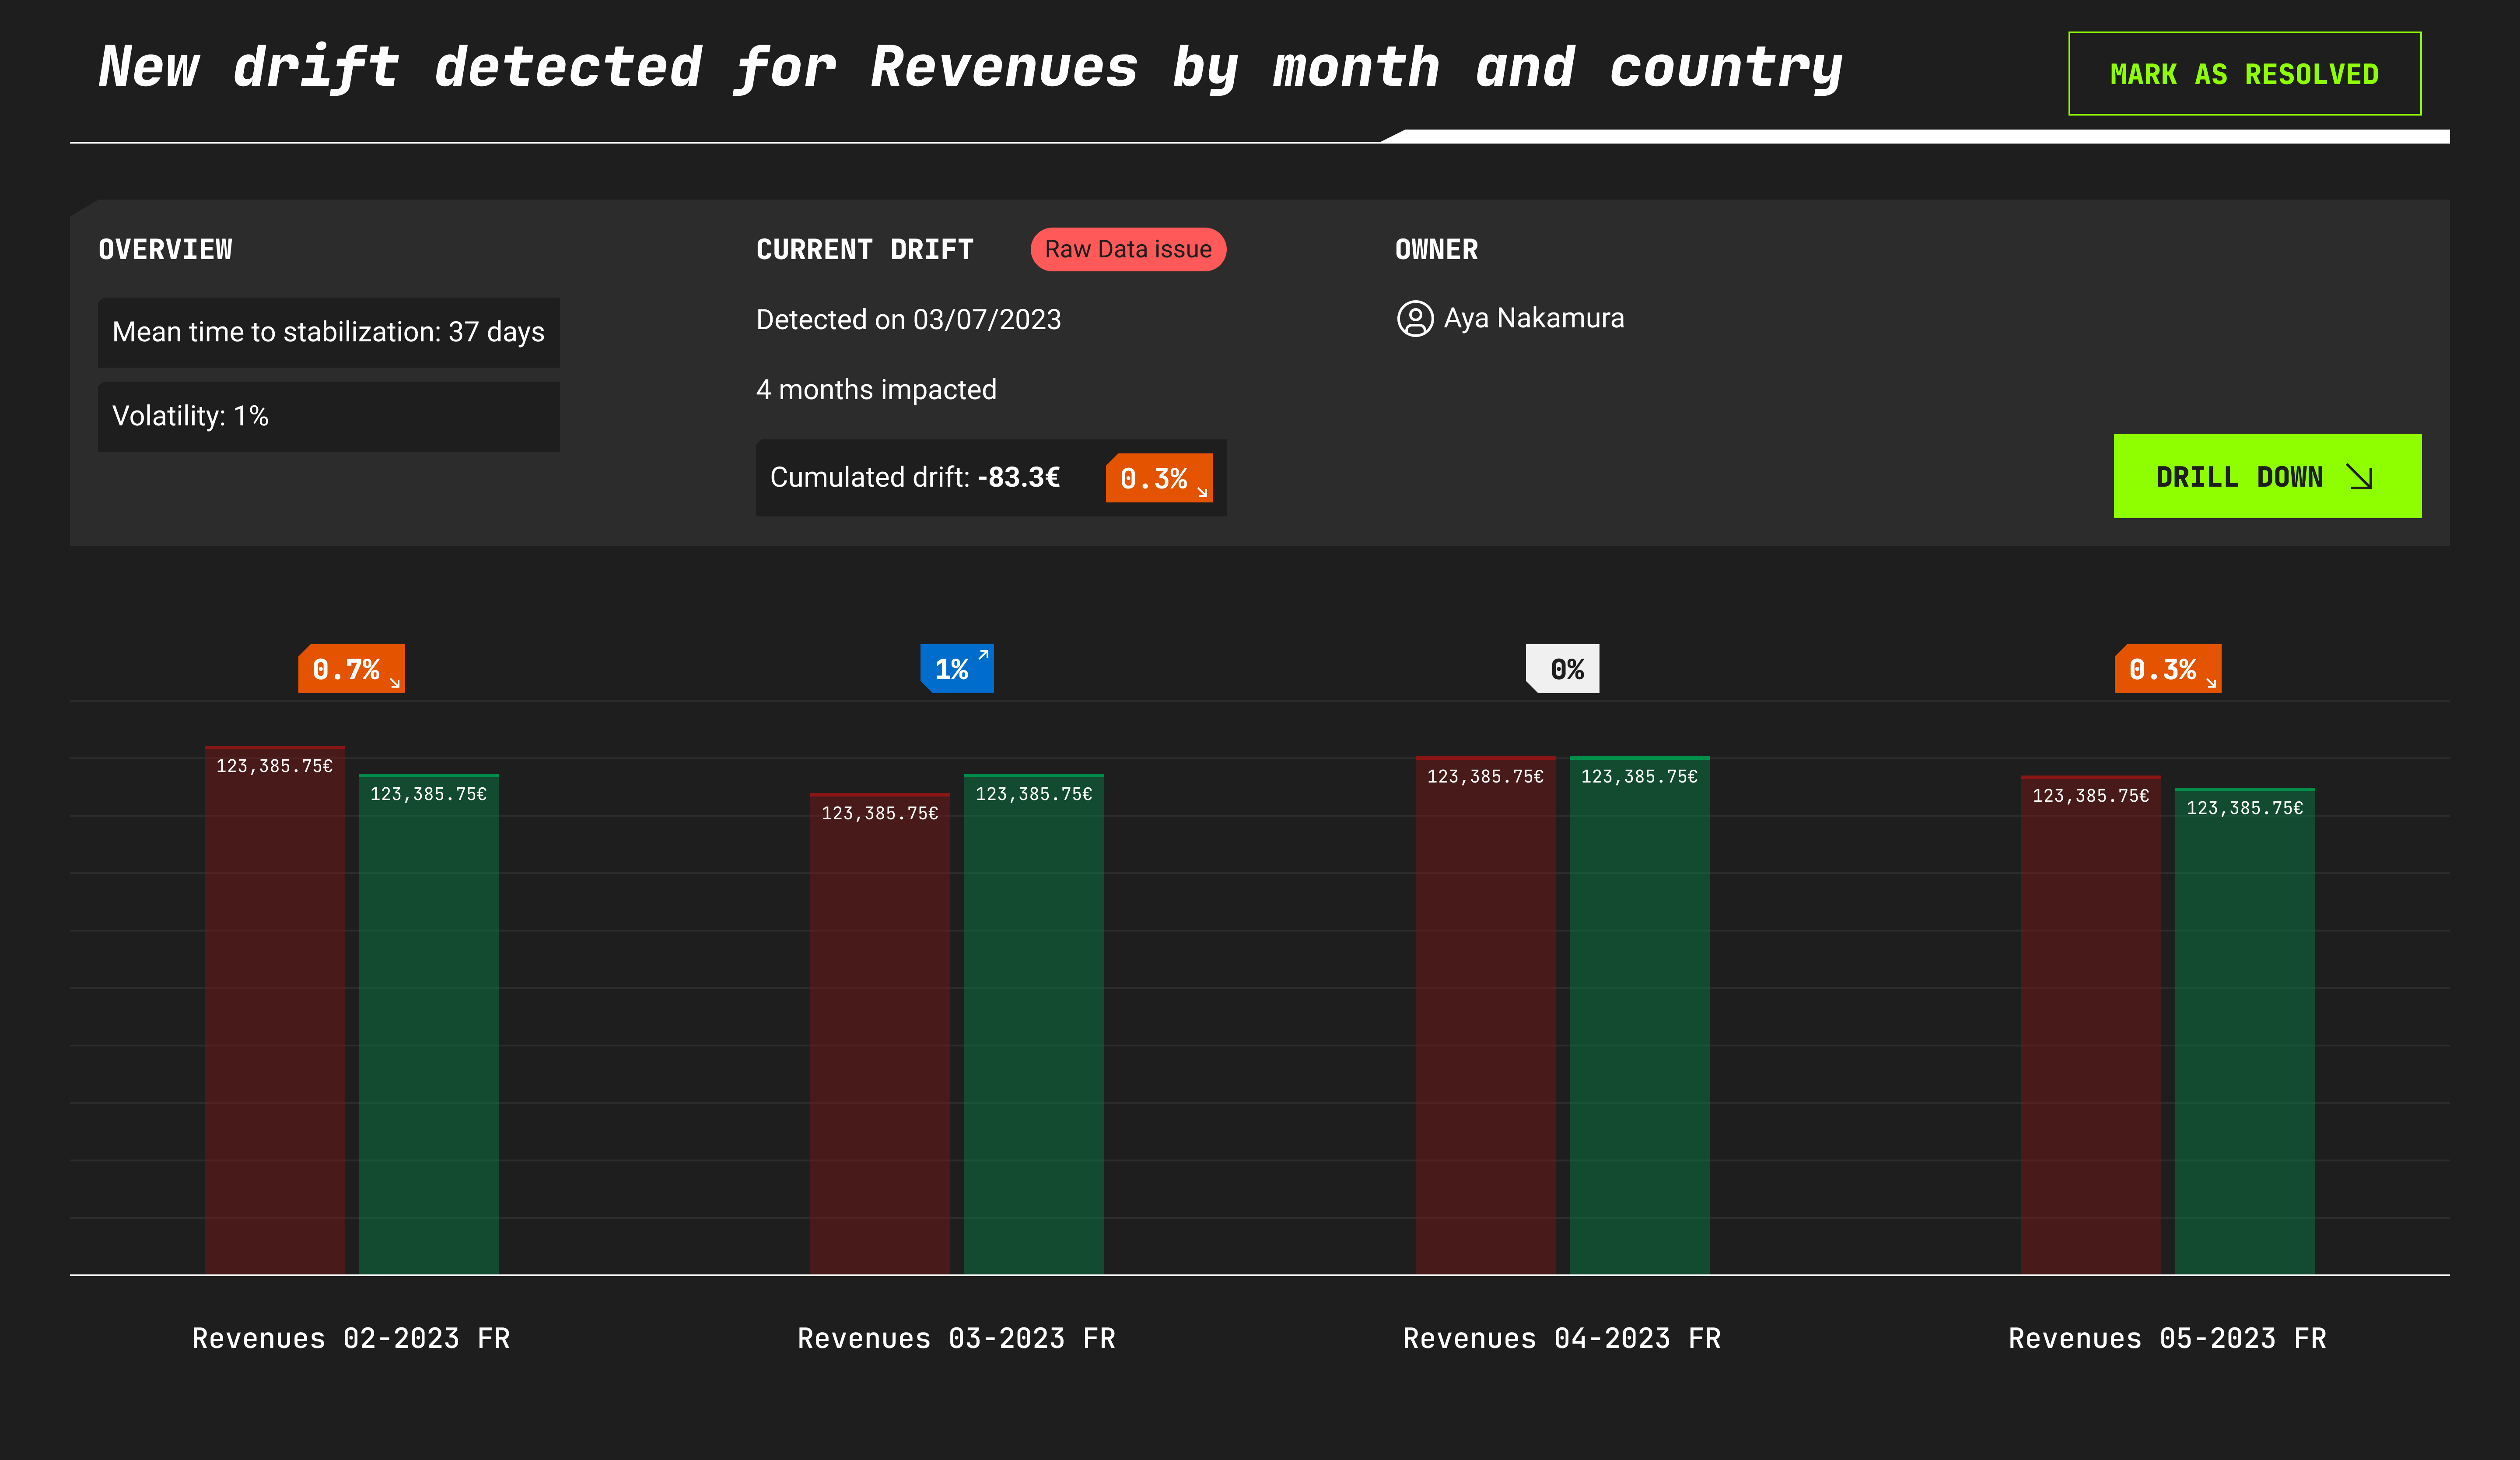 New drift detected for Revenues by month and country
MARK AS RESOLVED
OVERVIEW
Mean time to stabilization: 37 days
Volatility: 1%
CURRENT DRIFT
Raw Data issue
Detected on 03/07/2023
4 months impacted
Cumulated drift: -83.3€
0.3%
OWNER
Aya Nakamura
DRILL DOWN
0.7%
1%
0%
0.3%
123,385.75€
123,385.75€
123,385.75€
123,385.75€
123,385.75€
123,385.75€
123,385.75€
123,385.75€
Revenues 02-2023 FR
Revenues 03-2023 FR
Revenues 04-2023 FR
Revenues 05-2023 FR